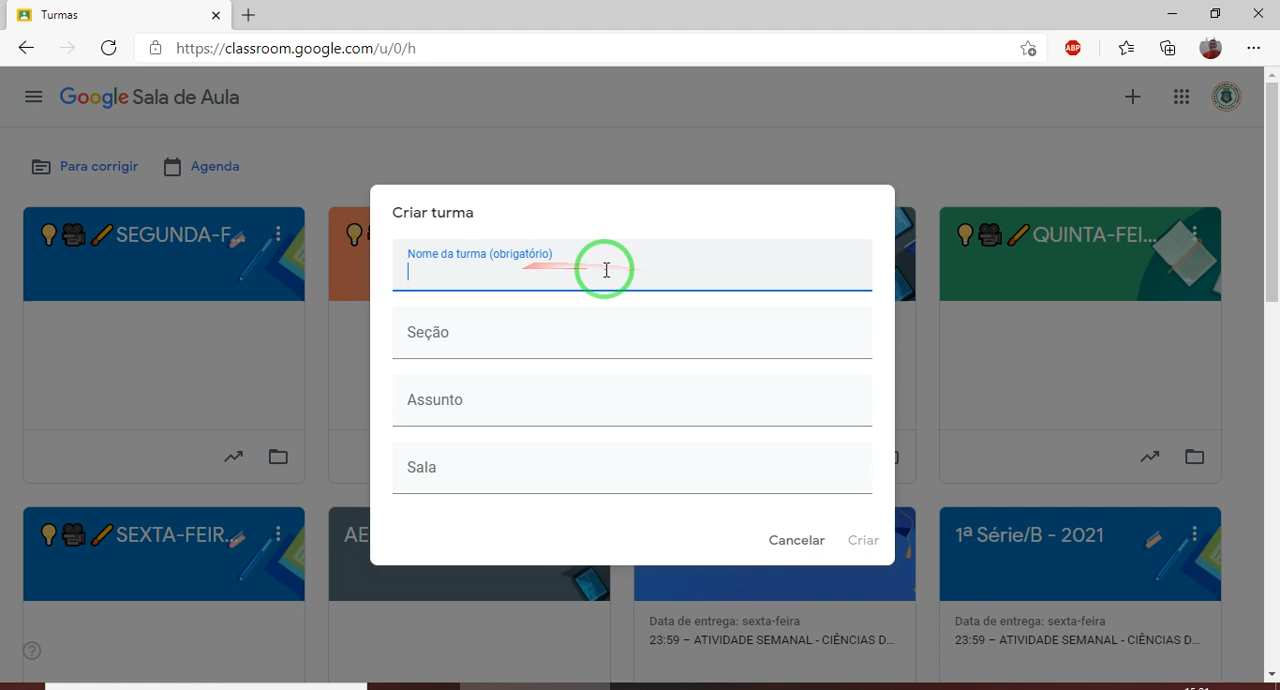 Turmas
https://classroom.google.com/u/0/h
ABP
Google Sala de Aula
Para corrigir
Agenda
SEGUNDA-F...
QUINTA-FEI...
Criar turma
Nome da turma (obrigatório)
Seção
Assunto
Sala
Cancelar
Criar
SEXTA-FEIR...
AE
1ª Série/B - 2021
Data de entrega: sexta-feira
23:59 – ATIVIDADE SEMANAL - CIÊNCIAS D...
Data de entrega: sexta-feira
23:59 – ATIVIDADE SEMANAL - CIÊNCIAS D...